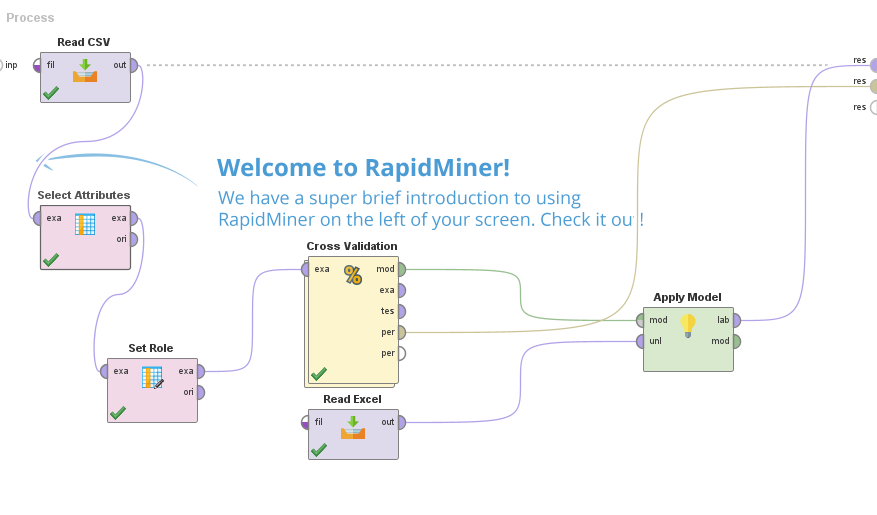 Process
Read CSV
inp
fil
out
res
res
res
Welcome to RapidMiner!
We have a super brief introduction to using
RapidMiner on the left of your screen. Check it out!
Select Attributes
exa
exa
ori
Cross Validation
exa
mod
exa
tes
per
per
Apply Model
mod
lab
unl
mod
Set Role
exa
exa
ori
Read Excel
fil
out